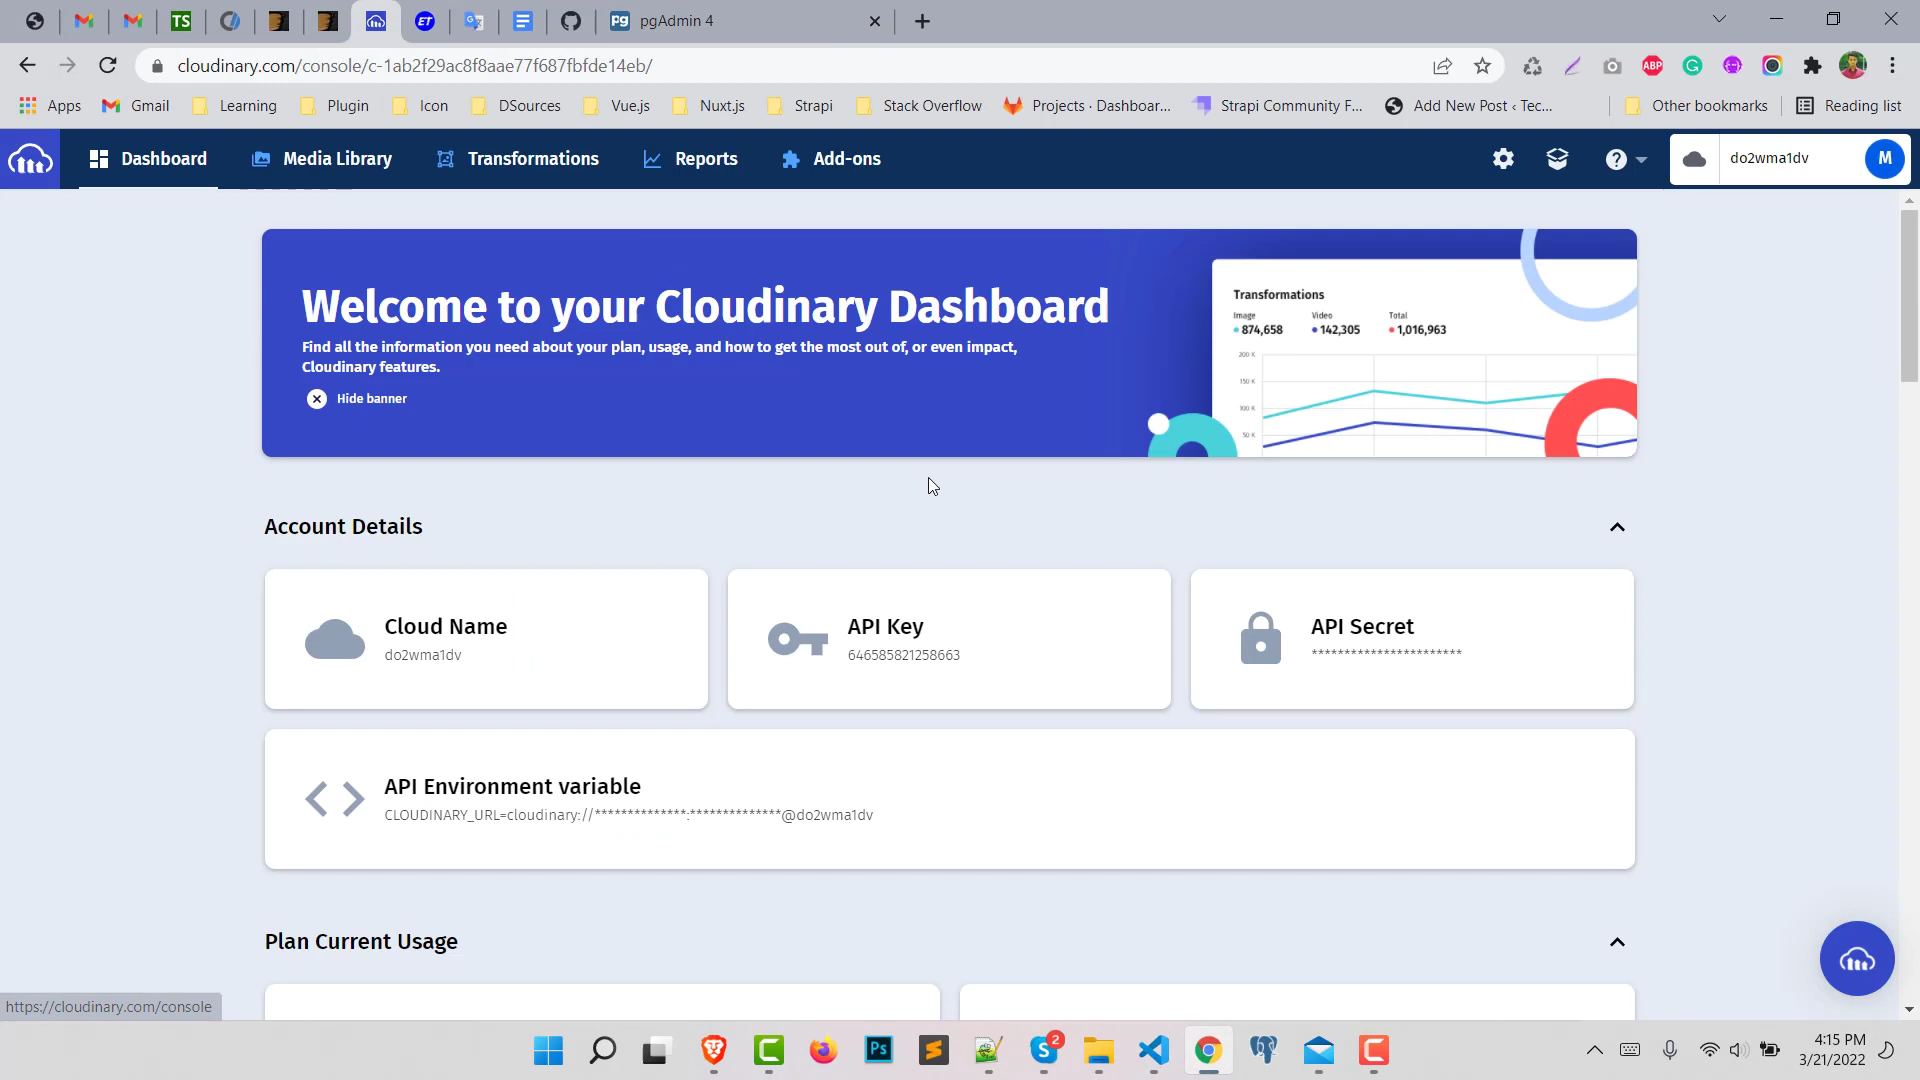 pgAdmin 4
cloudinary.com/console/c-1ab2f29ac8f8aae77f687fbfde14eb/
Apps Gmail Learning Plugin Icon DSources Vue.js Nuxt.js Strapi Stack Overflow Projects · Dashboar... Strapi Community F... Add New Post ‹ Tec... Other bookmarks Reading list
Dashboard Media Library Transformations Reports Add-ons do2wma1dv M
Welcome to your Cloudinary Dashboard
Find all the information you need about your plan, usage, and how to get the most out of, or even impact,
Cloudinary features.
Hide banner
Transformations
Image Video Total
874,658 142,305 1,016,963
200 K
150 K
100 K
50 K
Account Details
Cloud Name
do2wma1dv
API Key
646585821258663
API Secret
***********************
API Environment variable
CLOUDINARY_URL=cloudinary://**************:**************@do2wma1dv
Plan Current Usage
https://cloudinary.com/console
4:15 PM
3/21/2022